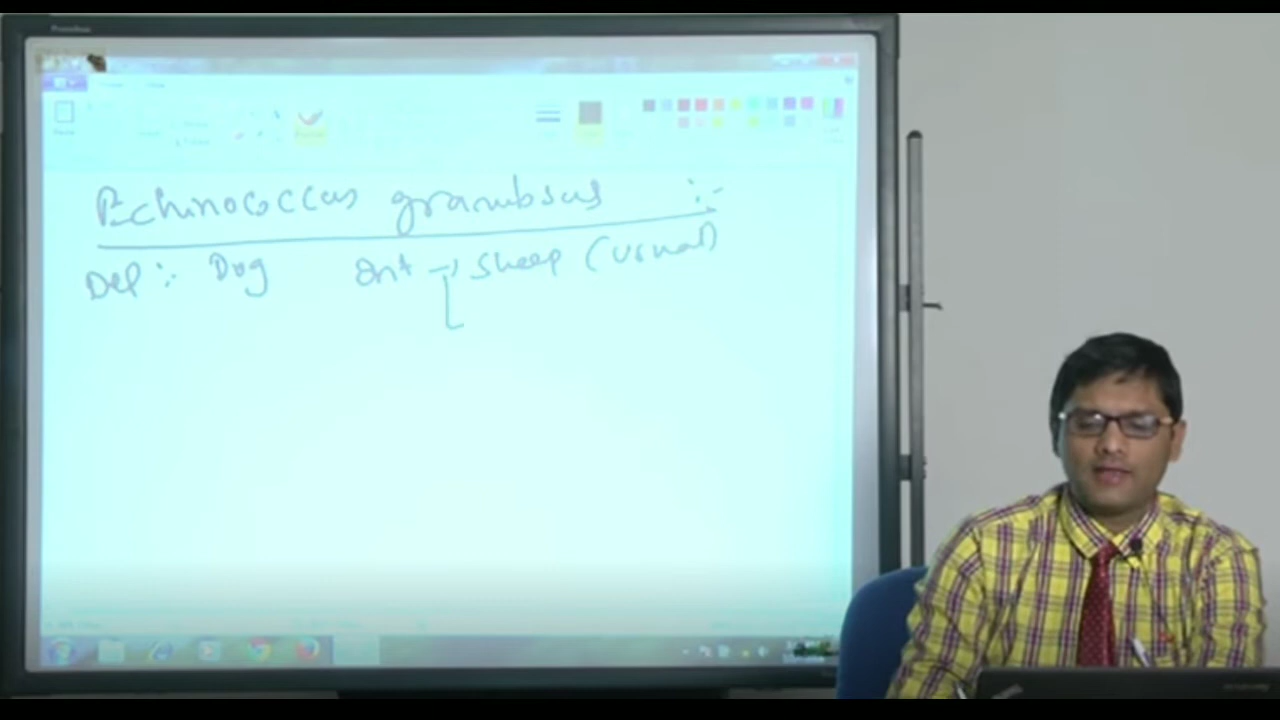 Echinococcus granulosus :-
Def :- Dog Int → Sheep (usual)